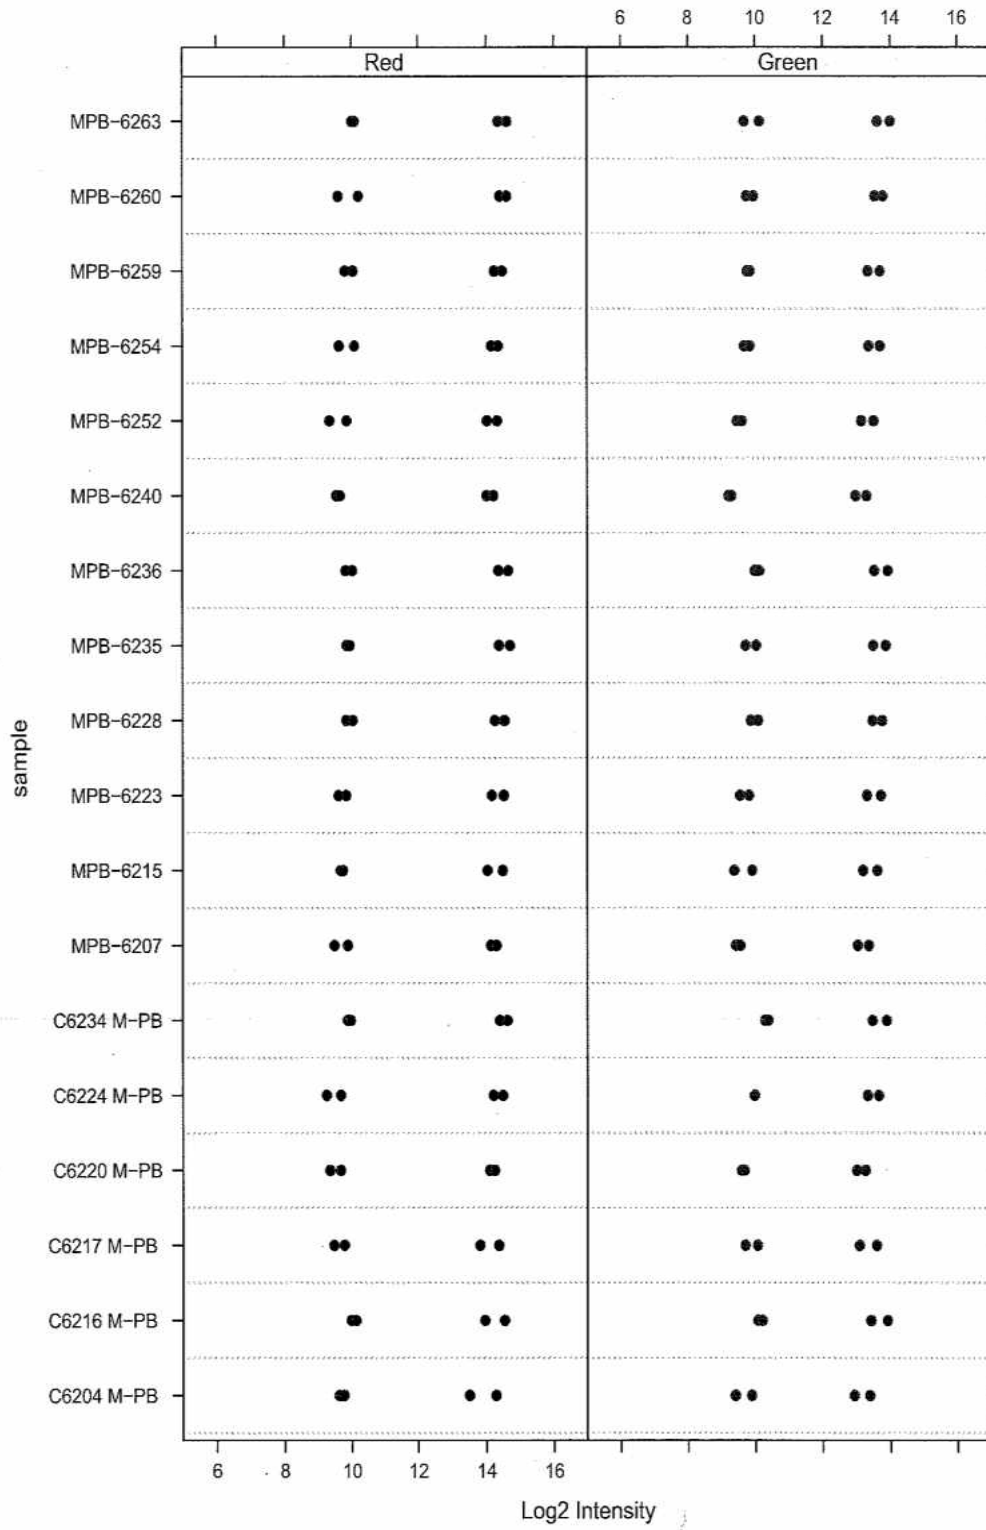 6 8 10 12 14 16
Red Green
MPB-6263
MPB-6260
MPB-6259
MPB-6254
MPB-6252
MPB-6240
MPB-6236
MPB-6235
MPB-6228
MPB-6223
MPB-6215
MPB-6207
C6234 M-PB
C6224 M-PB
C6220 M-PB
C6217 M-PB
C6216 M-PB
C6204 M-PB
sample
6 8 10 12 14 16
Log2 Intensity